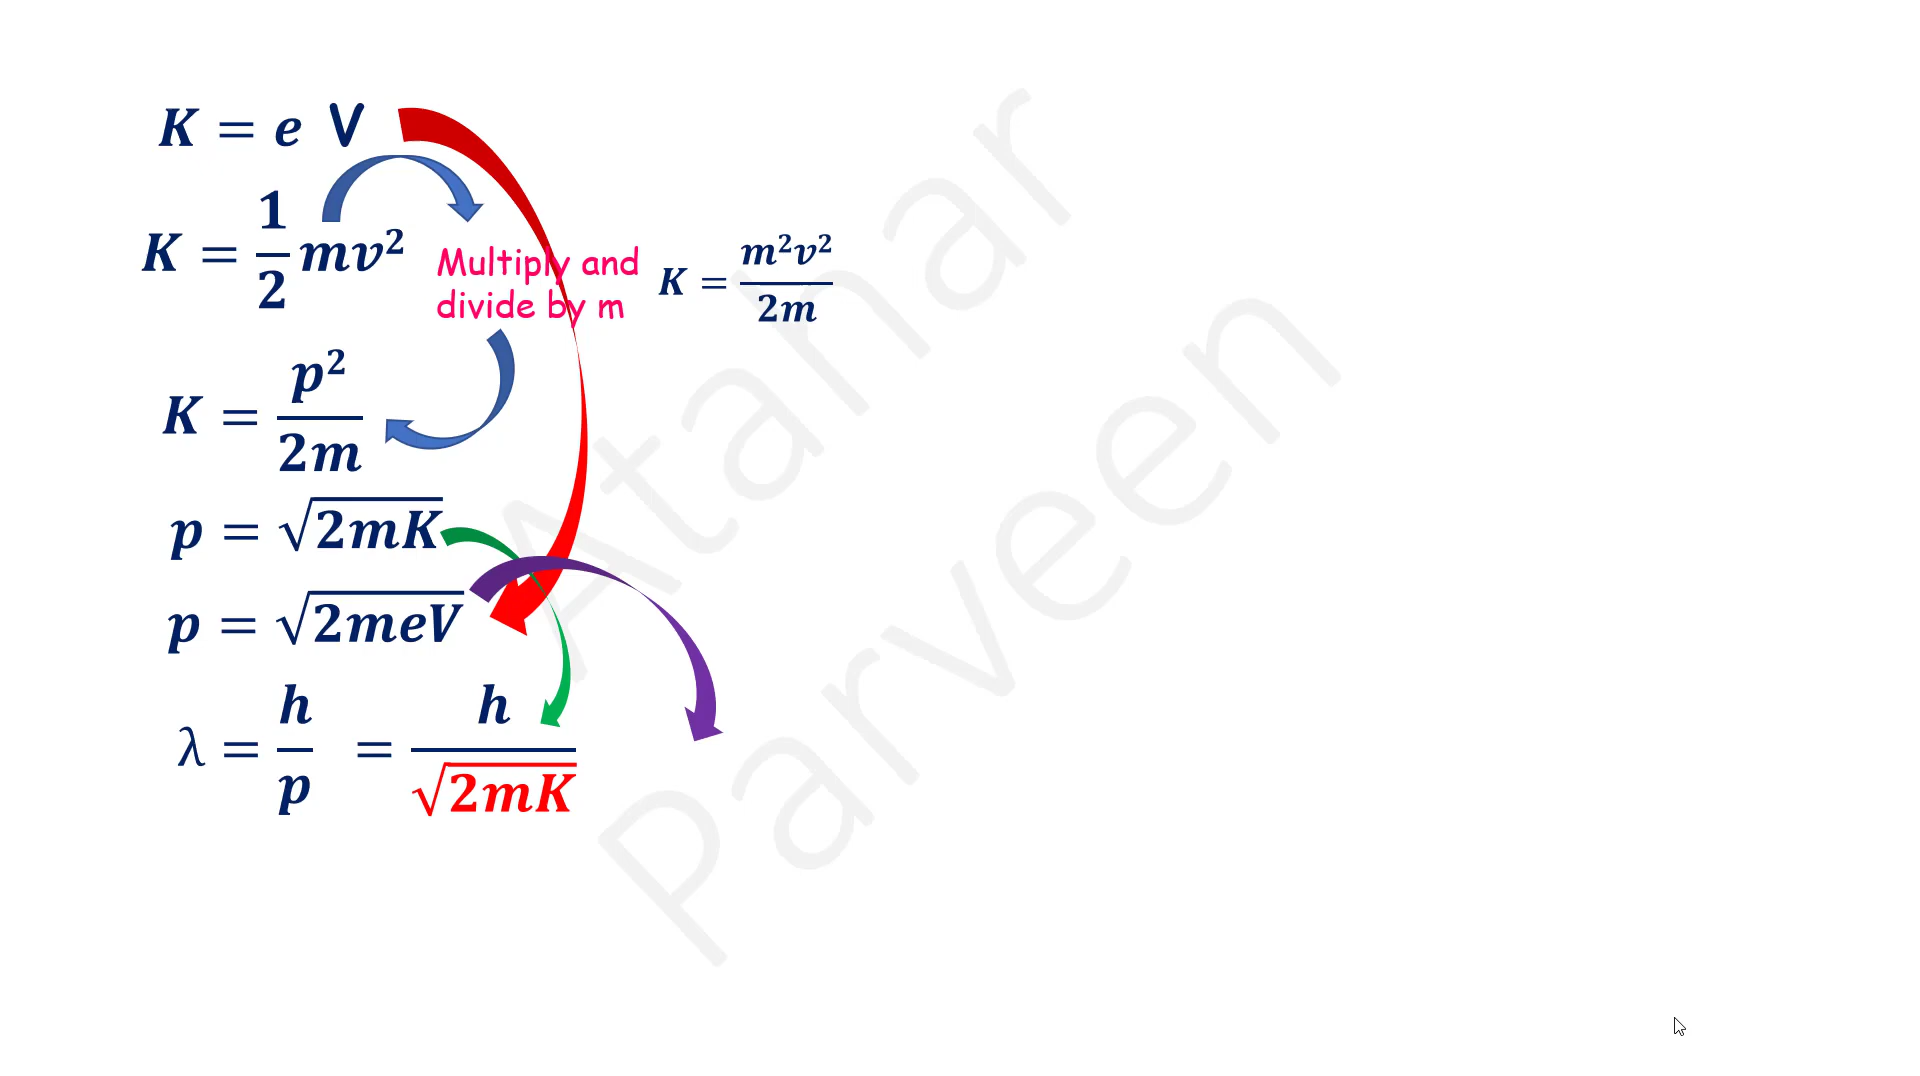 K = e V
K = 1/2 mv²
Multiply and
divide by m
K = m²v²/2m
K = p²/2m
p = √2mK
p = √2meV
λ = h/p = h/√2mK
Atahar
Parveen